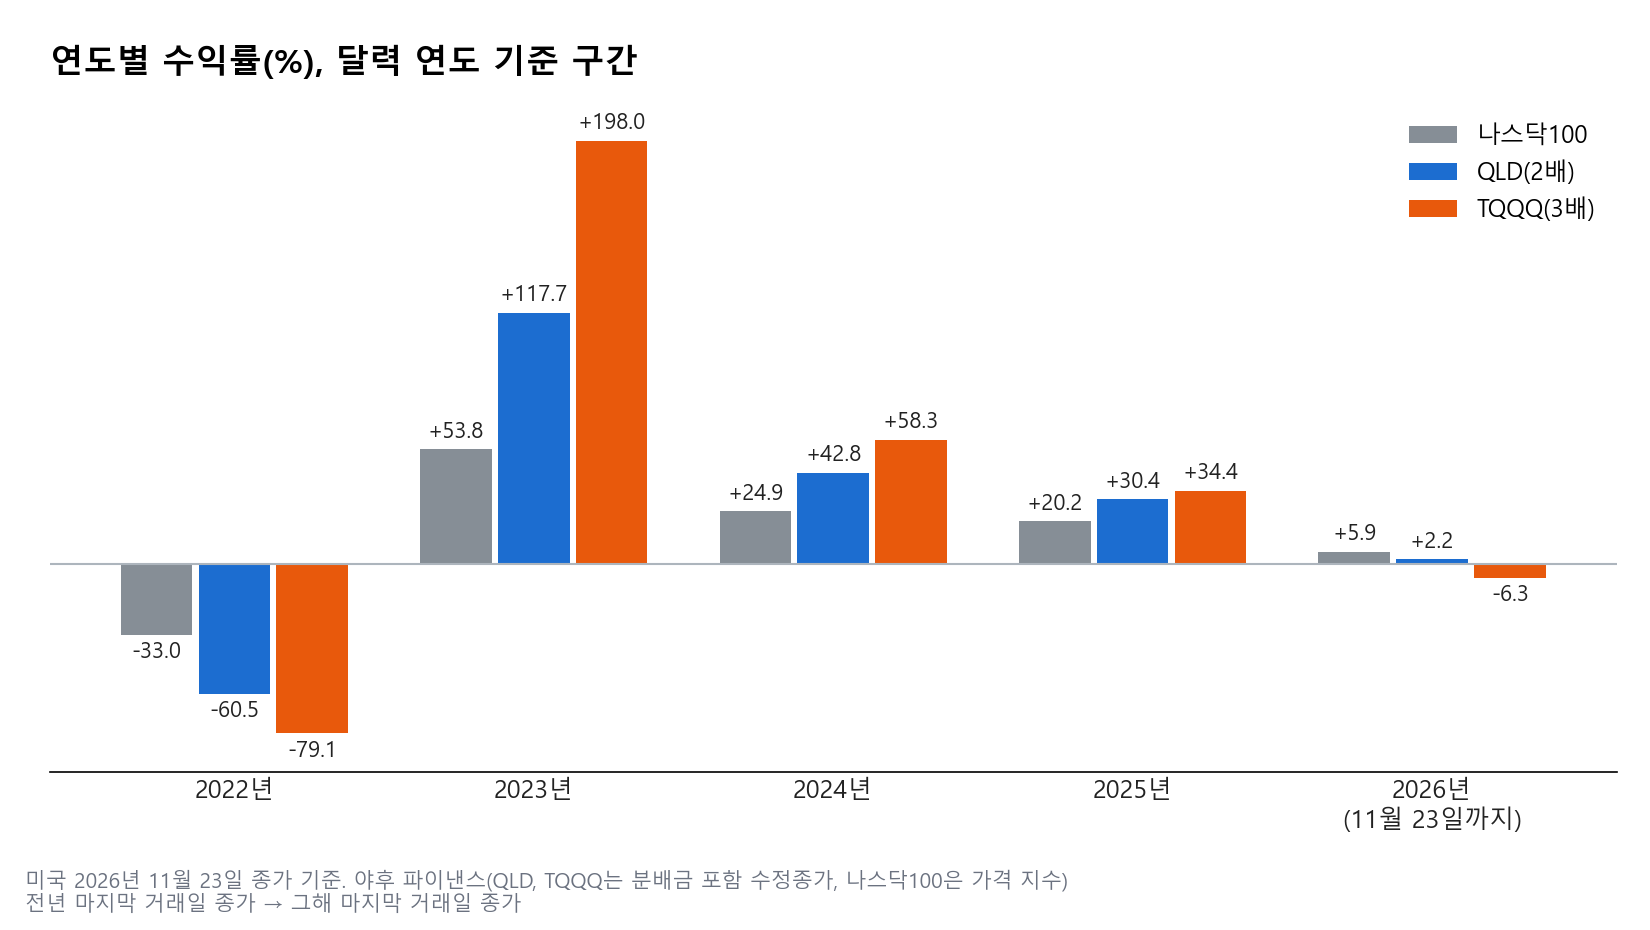 연도별 수익률(%), 달력 연도 기준 구간
나스닥100
QLD(2배)
TQQQ(3배)
-33.0
-60.5
-79.1
+53.8
+117.7
+198.0
+24.9
+42.8
+58.3
+20.2
+30.4
+34.4
+5.9
+2.2
-6.3
2022년
2023년
2024년
2025년
2026년
(11월 23일까지)
미국 2026년 11월 23일 종가 기준. 야후 파이낸스(QLD, TQQQ는 분배금 포함 수정종가, 나스닥100은 가격 지수)
전년 마지막 거래일 종가 → 그해 마지막 거래일 종가